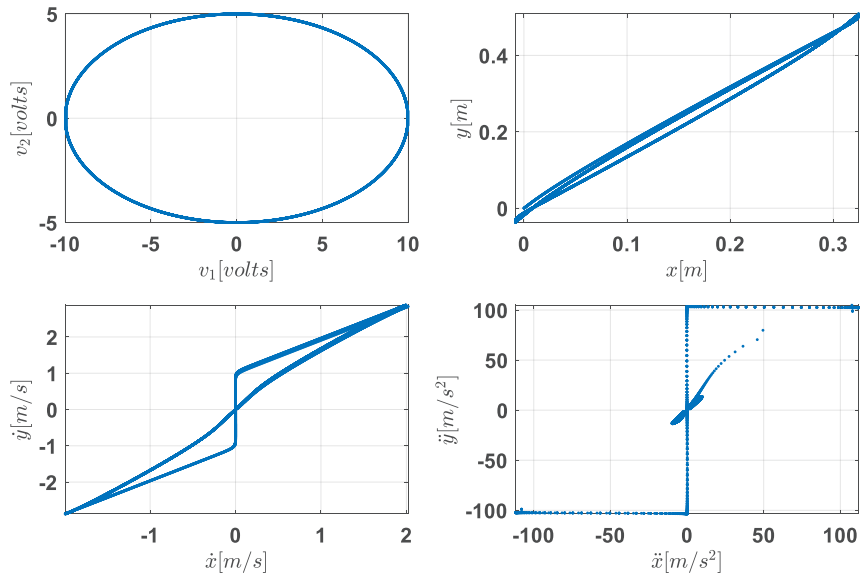 5
0
-5
v₂[volts]
-10 -5 0 5 10
v₁[volts]
0.4
0.2
0
y[m]
0 0.1 0.2 0.3
x[m]
2
1
0
-1
-2
ẏ[m/s]
-1 0 1 2
ẋ[m/s]
100
50
0
-50
-100
ÿ[m/s²]
-100 -50 0 50 100
ẍ[m/s²]